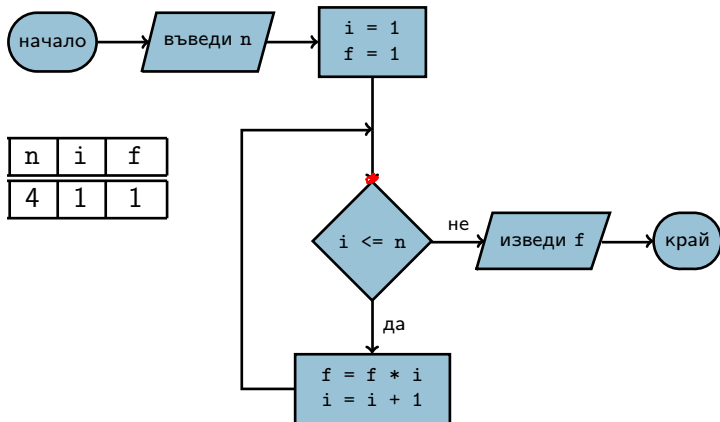 начало
въведи n
i = 1
f = 1
n i f
4 1 1
i <= n
не
изведи f
край
да
f = f * i
i = i + 1